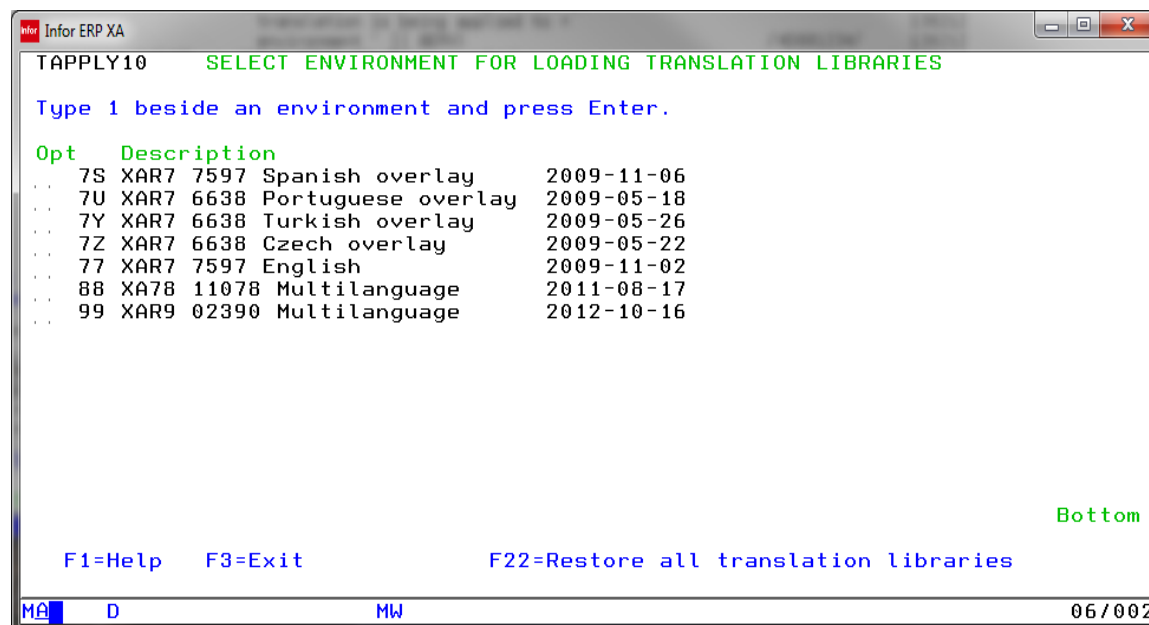 infor Infor ERP XA
TAPPLY10 SELECT ENVIRONMENT FOR LOADING TRANSLATION LIBRARIES
Type 1 beside an environment and press Enter.
Opt Description
7S XAR7 7597 Spanish overlay 2009-11-06
7U XAR7 6638 Portuguese overlay 2009-05-18
7Y XAR7 6638 Turkish overlay 2009-05-26
7Z XAR7 6638 Czech overlay 2009-05-22
77 XAR7 7597 English 2009-11-02
88 XA78 11078 Multilanguage 2011-08-17
99 XAR9 02390 Multilanguage 2012-10-16
Bottom
F1=Help F3=Exit F22=Restore all translation libraries
MA D MW 06/002